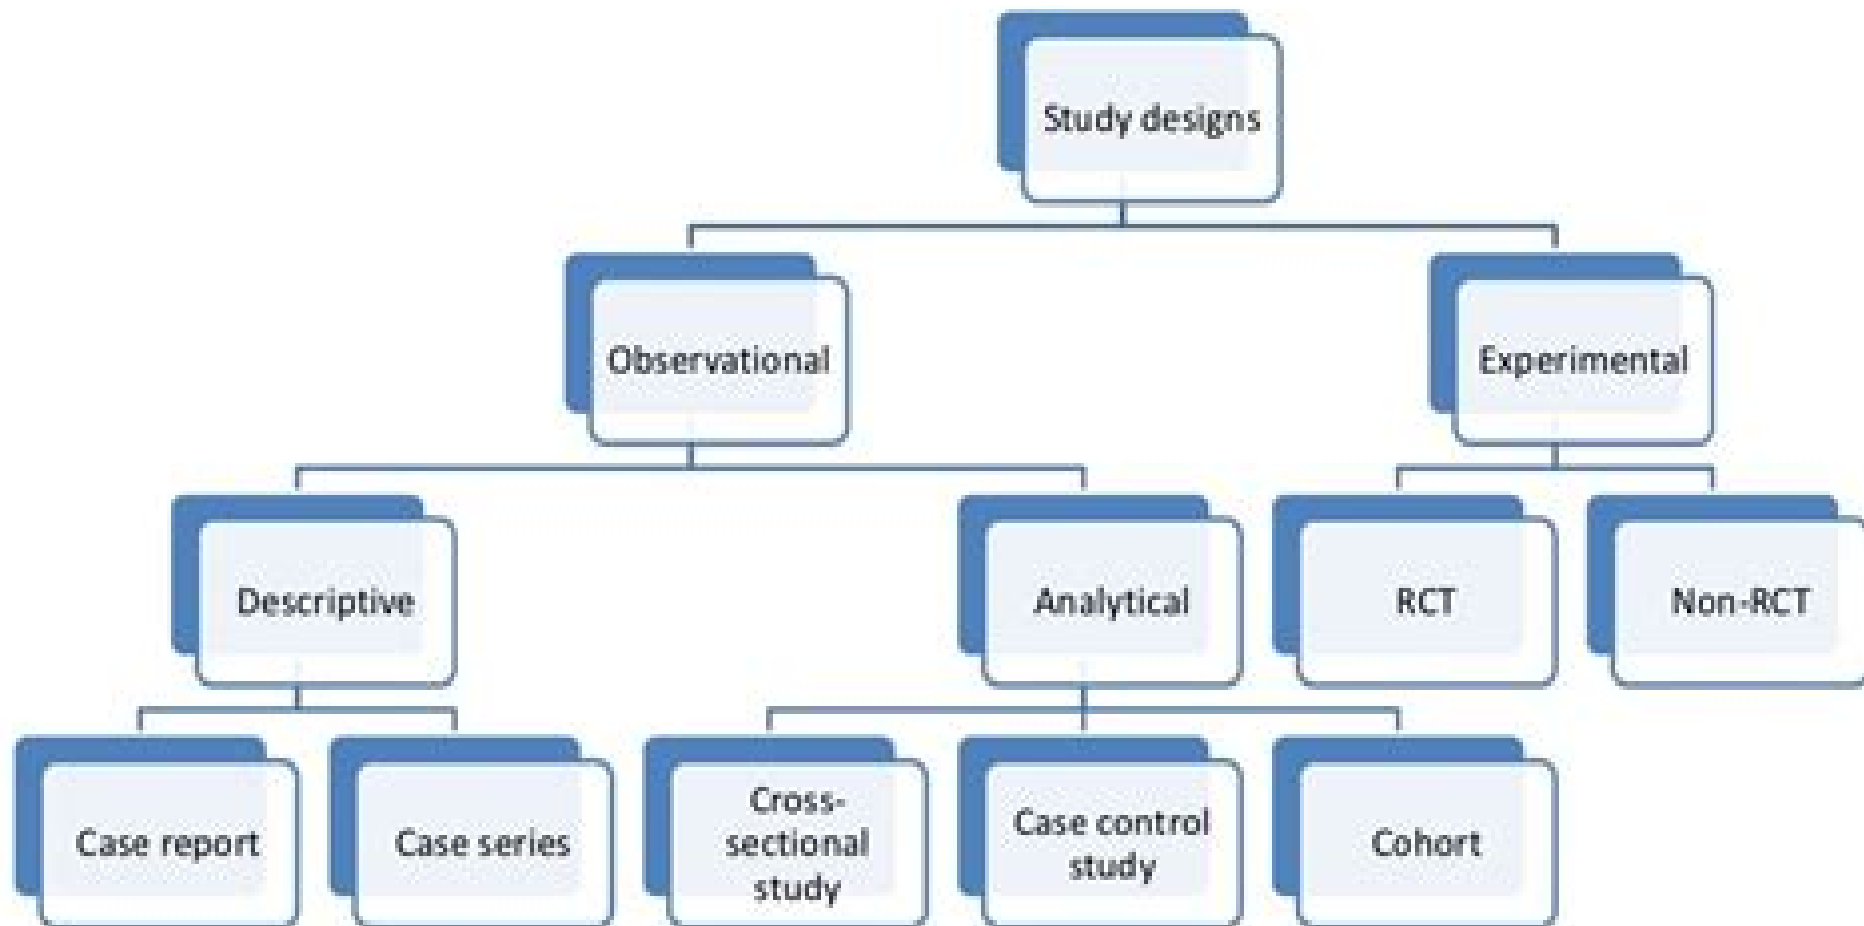 Study designs
Observational
Experimental
Descriptive
Analytical
RCT
Non-RCT
Case report
Case series
Cross-
sectional
study
Case control
study
Cohort